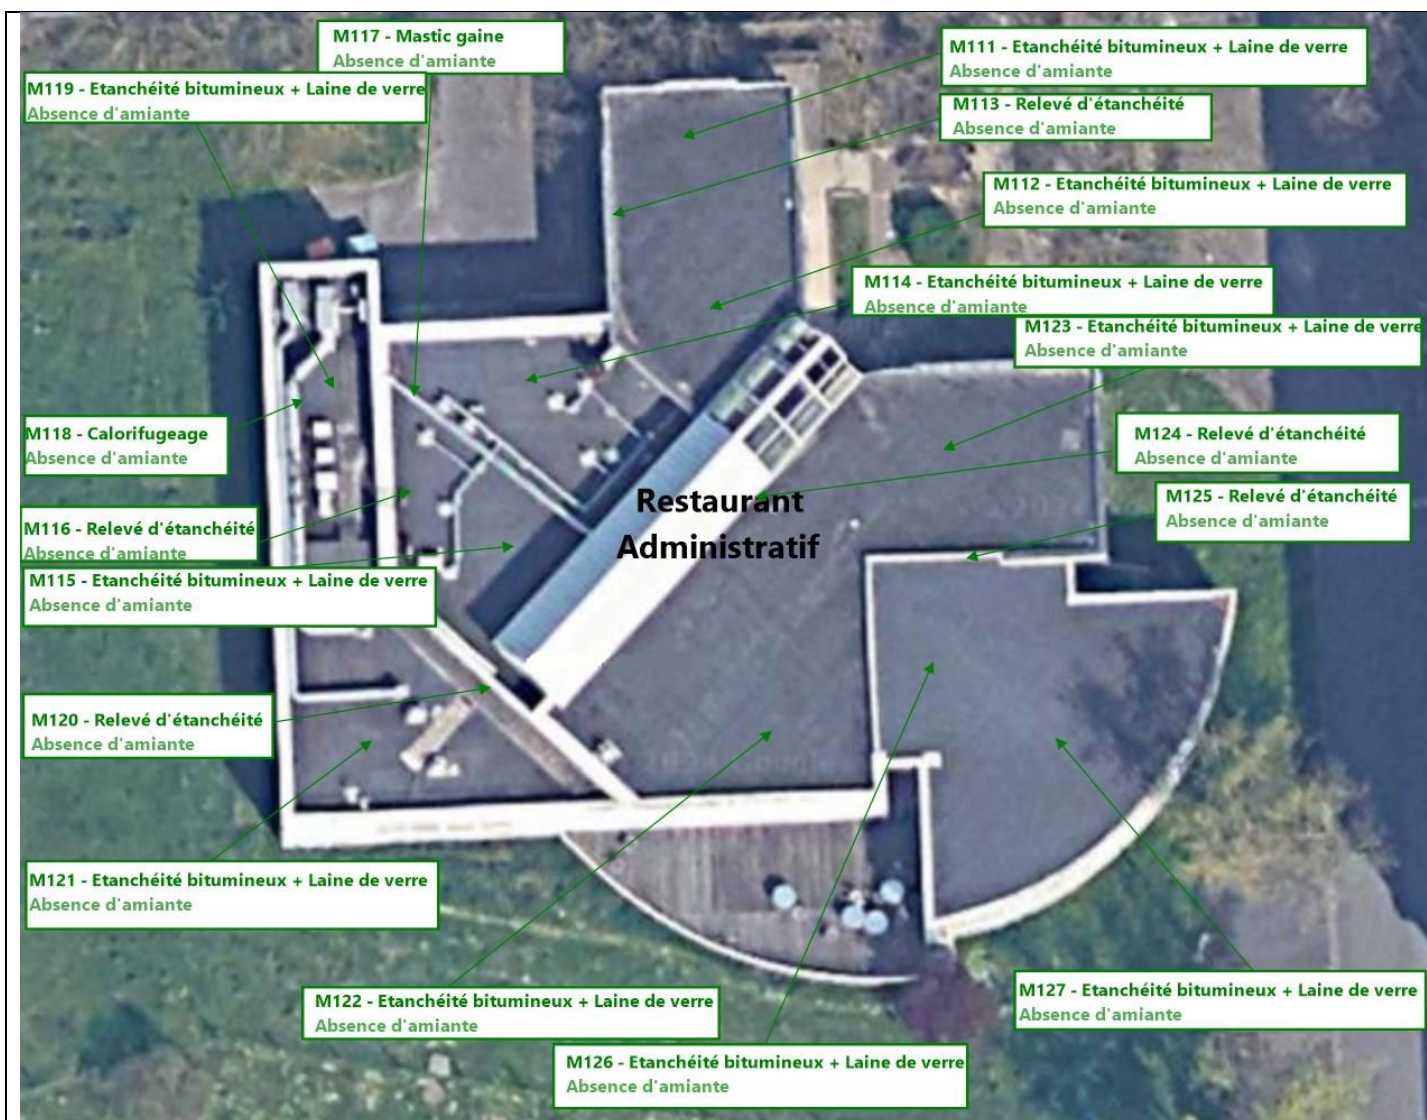 M117 - Mastic gaine
Absence d'amiante
M111 - Etanchéité bitumineux + Laine de verre
Absence d'amiante
M119 - Etanchéité bitumineux + Laine de verre
Absence d'amiante
M113 - Relevé d'étanchéité
Absence d'amiante
M112 - Etanchéité bitumineux + Laine de verre
Absence d'amiante
M114 - Etanchéité bitumineux + Laine de verre
Absence d'amiante
M123 - Etanchéité bitumineux + Laine de verre
Absence d'amiante
M118 - Calorifugeage
Absence d'amiante
M124 - Relevé d'étanchéité
Absence d'amiante
Restaurant
Administratif
M125 - Relevé d'étanchéité
Absence d'amiante
M116 - Relevé d'étanchéité
Absence d'amiante
M115 - Etanchéité bitumineux + Laine de verre
Absence d'amiante
M120 - Relevé d'étanchéité
Absence d'amiante
M121 - Etanchéité bitumineux + Laine de verre
Absence d'amiante
M122 - Etanchéité bitumineux + Laine de verre
Absence d'amiante
M127 - Etanchéité bitumineux + Laine de verre
Absence d'amiante
M126 - Etanchéité bitumineux + Laine de verre
Absence d'amiante